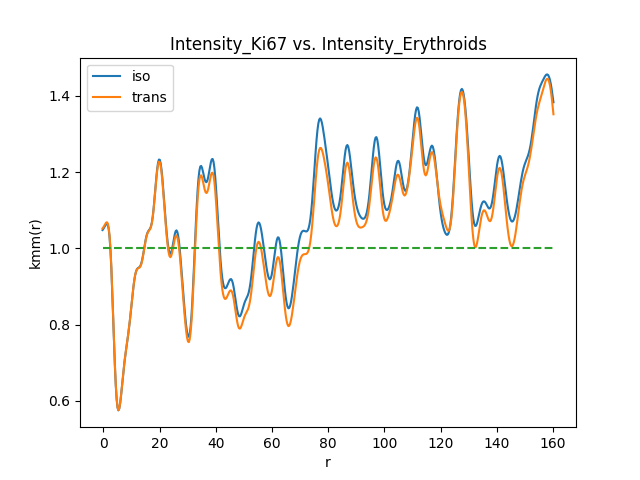 Intensity_Ki67 vs. Intensity_Erythroids
iso
trans
kmm(r)
1.4
1.2
1.0
0.8
0.6
0 20 40 60 80 100 120 140 160
r